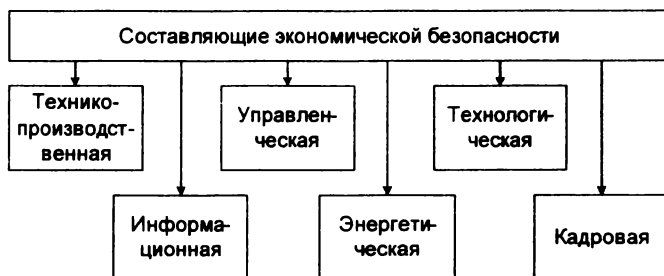 Составляющие экономической безопасности
Технико-
производст-
венная
Управлен-
ческая
Технологи-
ческая
Информа-
ционная
Энергети-
ческая
Кадровая